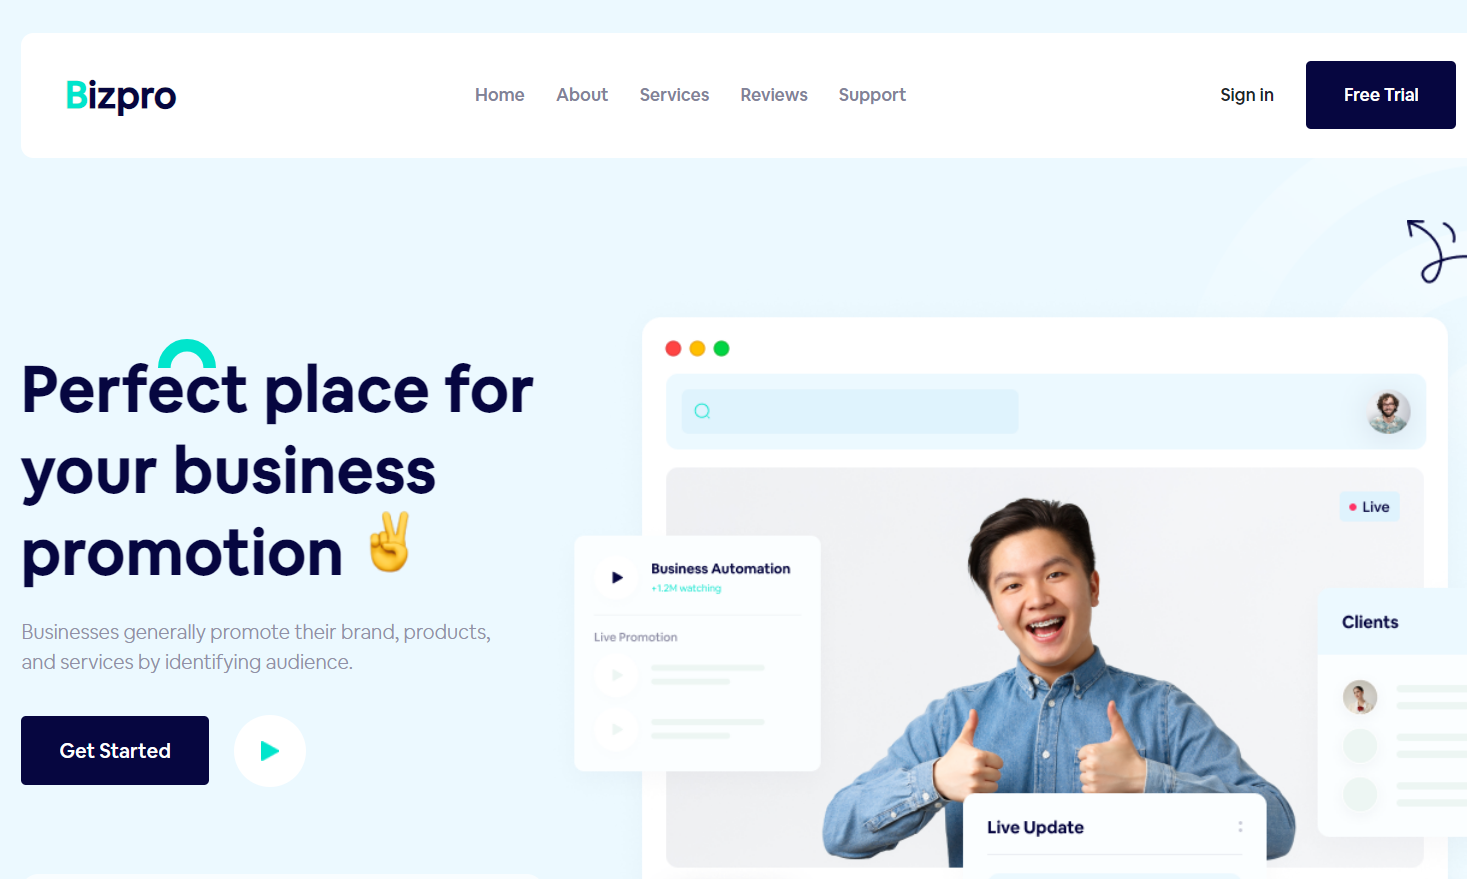 Bizpro
Home About Services Reviews Support
Sign in
Free Trial
Perfect place for
your business
promotion ✌️
Businesses generally promote their brand, products,
and services by identifying audience.
Get Started
Live
Business Automation
+1.2M watching
Live Promotion
Clients
Live Update